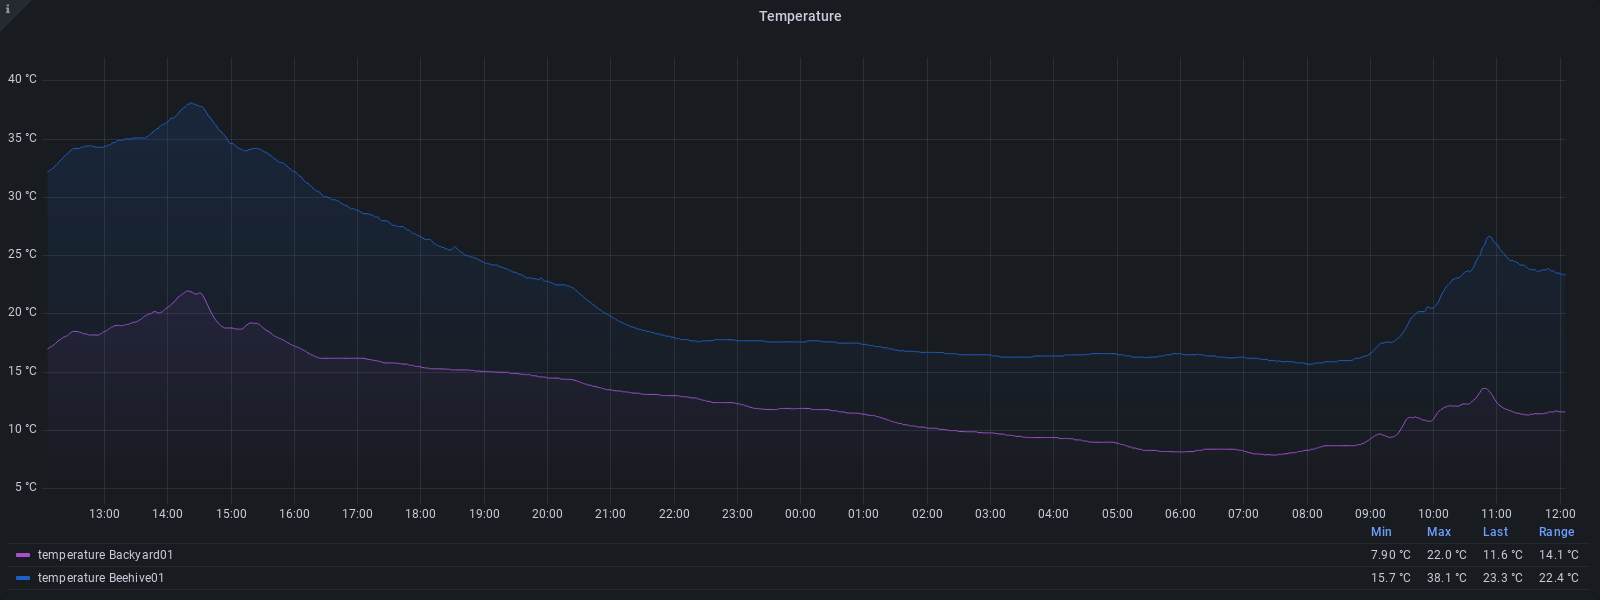 i
Temperature
40 °C
35 °C
30 °C
25 °C
20 °C
15 °C
10 °C
5 °C
13:00 14:00 15:00 16:00 17:00 18:00 19:00 20:00 21:00 22:00 23:00 00:00 01:00 02:00 03:00 04:00 05:00 06:00 07:00 08:00 09:00 10:00 11:00 12:00
Min Max Last Range
temperature Backyard01 7.90 °C 22.0 °C 11.6 °C 14.1 °C
temperature Beehive01 15.7 °C 38.1 °C 23.3 °C 22.4 °C